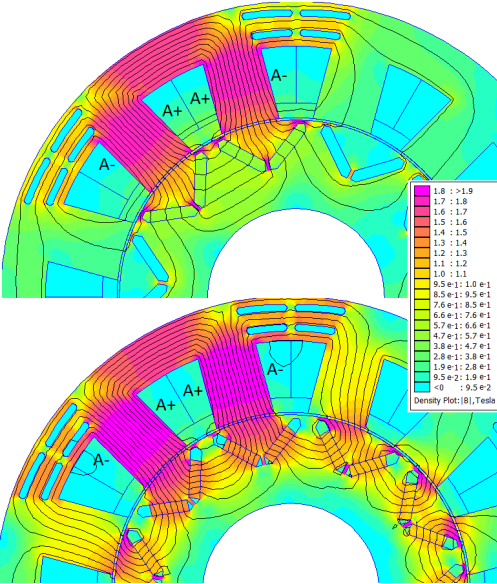 A-
A+
A+
A-
1.8 : >1.9
1.7 : 1.8
1.6 : 1.7
1.5 : 1.6
1.4 : 1.5
1.3 : 1.4
1.2 : 1.3
1.1 : 1.2
1.0 : 1.1
9.5 e-1: 1.0 e-1
8.5 e-1: 9.5 e-1
7.6 e-1: 8.5 e-1
6.6 e-1: 7.6 e-1
5.7 e-1: 6.6 e-1
4.7 e-1: 5.7 e-1
3.8 e-1: 4.7 e-1
2.8 e-1: 3.8 e-1
1.9 e-1: 2.8 e-1
9.5 e-2: 1.9 e-1
<0 : 9.5 e-2
Density Plot: |B|, Tesla
A-
A+
A+
A-